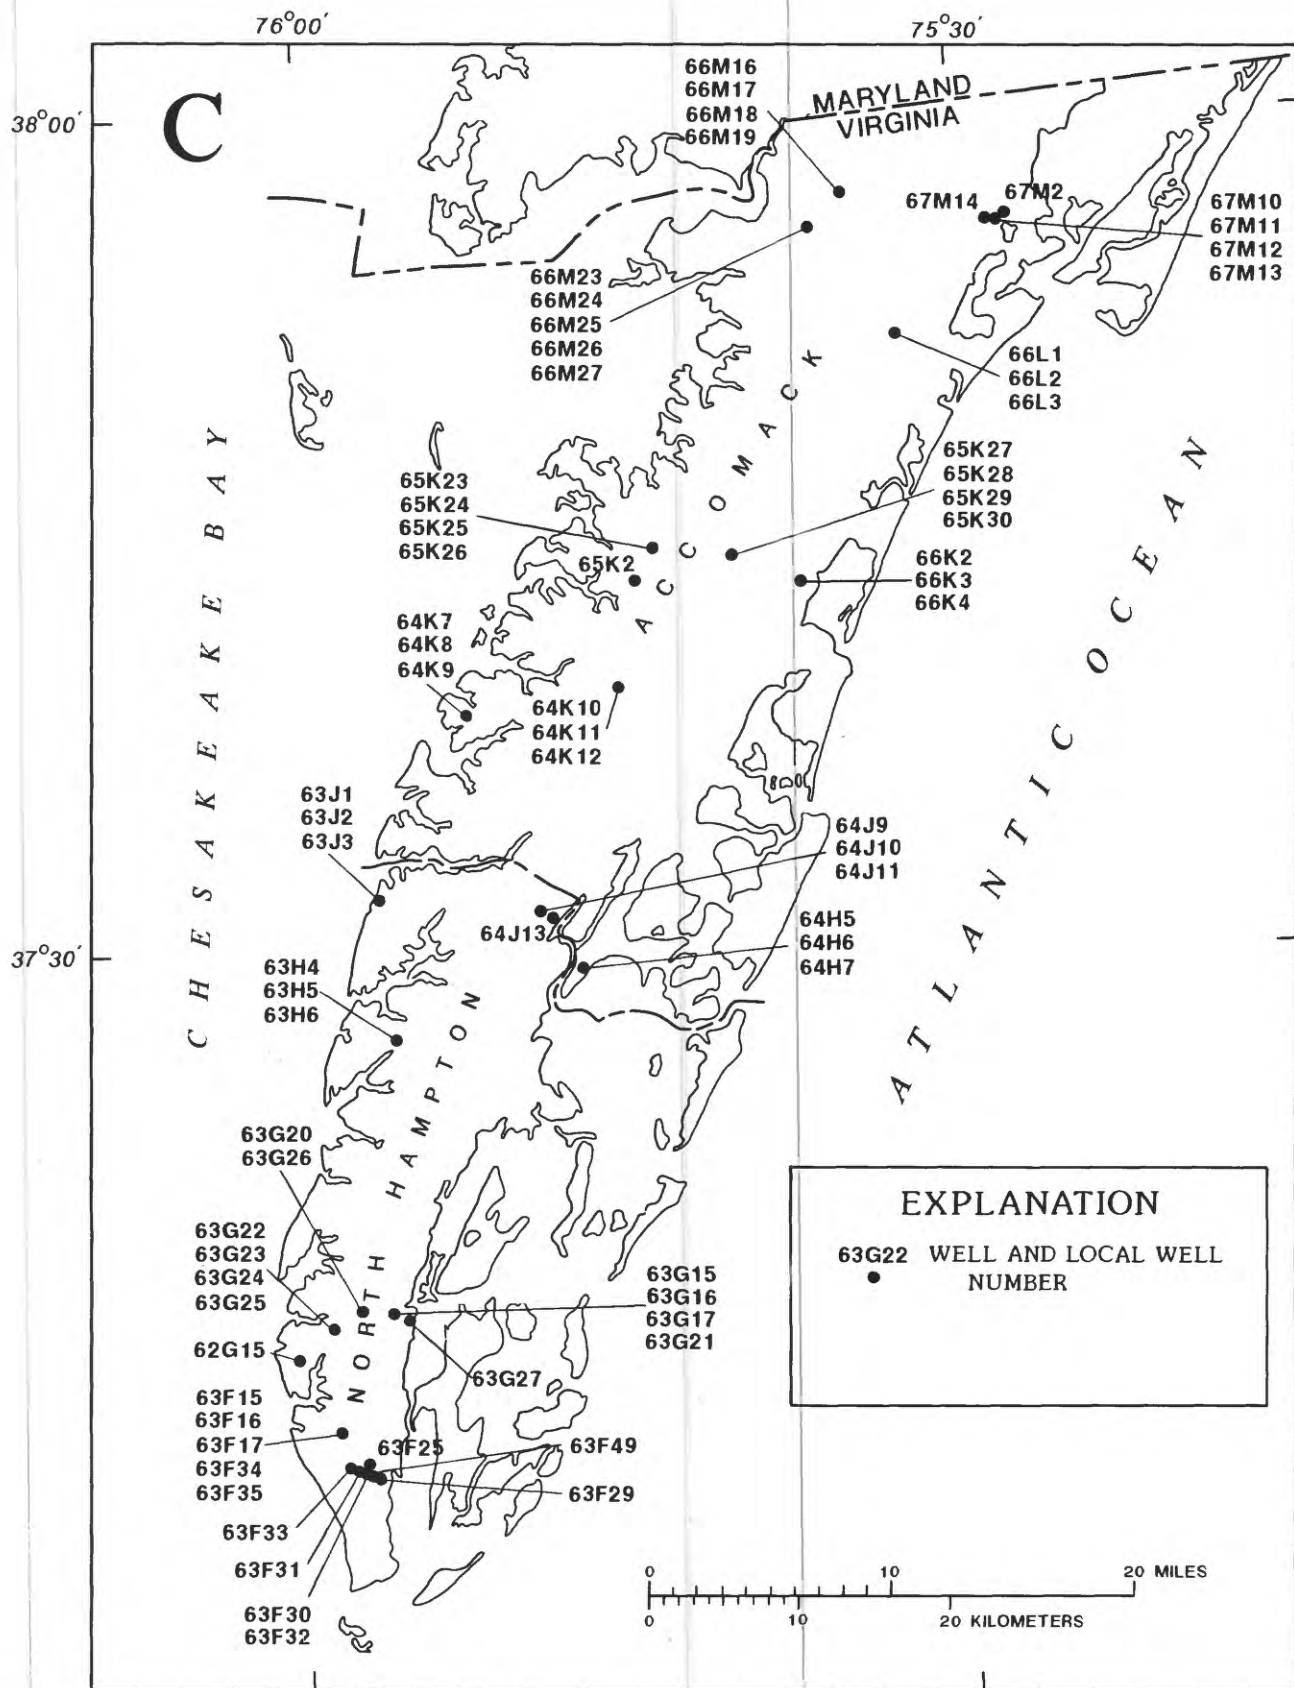 76°00′
75°30′
C
38°00′
MARYLAND
VIRGINIA
66M16
66M17
66M18
66M19
67M14
67M2
67M10
67M11
67M12
67M13
66M23
66M24
66M25
66M26
66M27
66L1
66L2
66L3
65K23
65K24
65K25
65K26
65K27
65K28
65K29
65K30
65K2
66K2
66K3
66K4
ACCOMACK
CHESAKEAKE BAY
ATLANTIC OCEAN
64K7
64K8
64K9
64K10
64K11
64K12
63J1
63J2
63J3
64J9
64J10
64J11
64J13
64H5
64H6
64H7
37°30′
63H4
63H5
63H6
NORTH HAMPTON
63G20
63G26
63G22
63G23
63G24
63G25
63G15
63G16
63G17
63G21
62G15
63G27
63F15
63F16
63F17
63F34
63F35
63F25
63F49
63F29
63F33
63F31
63F30
63F32
EXPLANATION
63G22 WELL AND LOCAL WELL
NUMBER
0 10 20 MILES
0 10 20 KILOMETERS